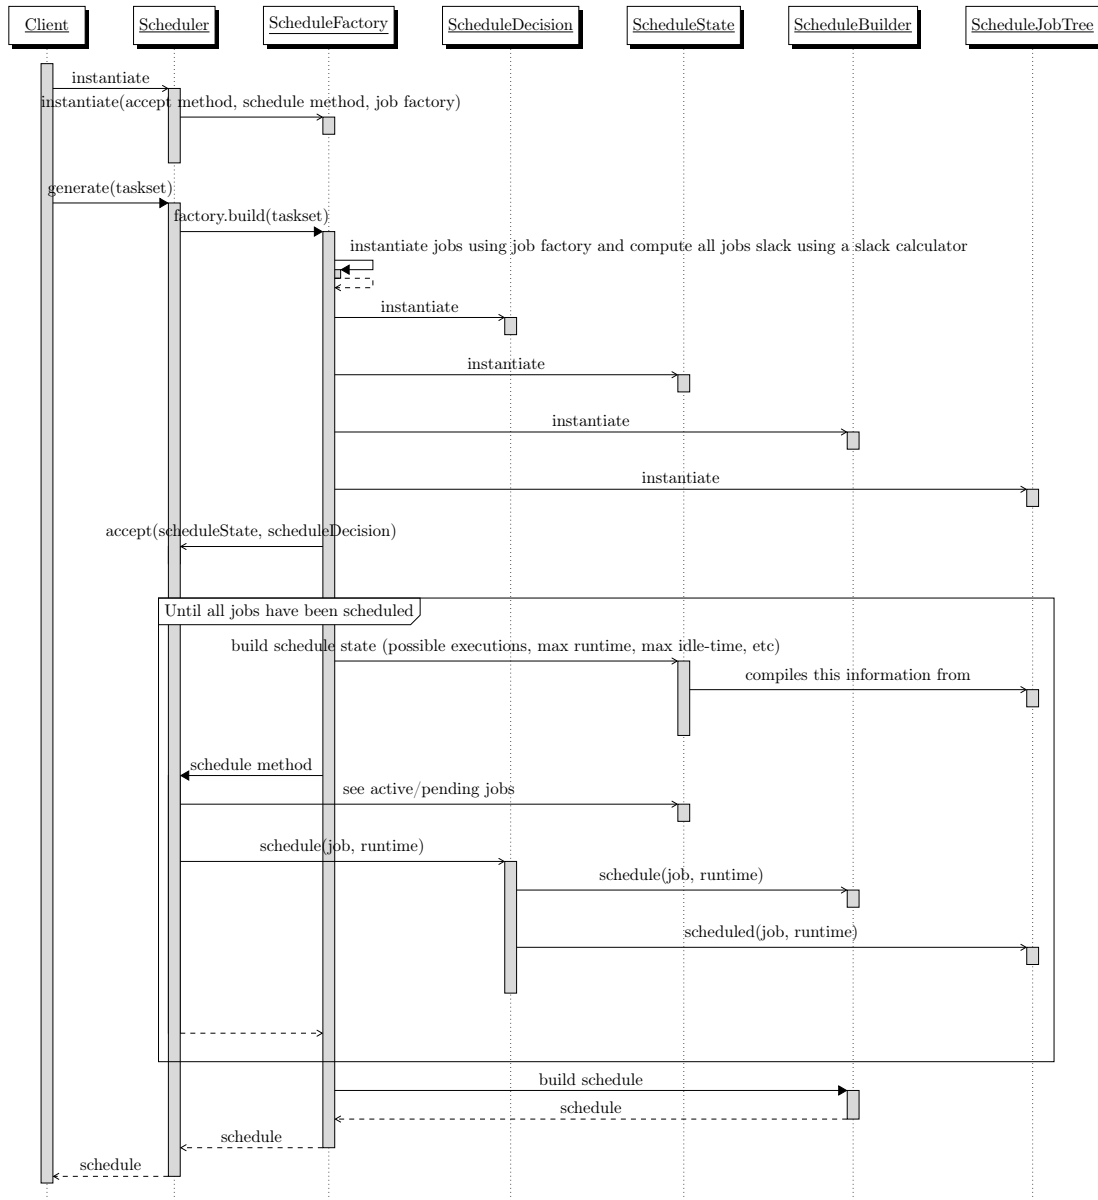 Client
Scheduler
ScheduleFactory
ScheduleDecision
ScheduleState
ScheduleBuilder
ScheduleJobTree
instantiate
instantiate(accept method, schedule method, job factory)
generate(taskset)
factory.build(taskset)
instantiate jobs using job factory and compute all jobs slack using a slack calculator
instantiate
instantiate
instantiate
instantiate
accept(scheduleState, scheduleDecision)
Until all jobs have been scheduled
build schedule state (possible executions, max runtime, max idle-time, etc)
compiles this information from
schedule method
see active/pending jobs
schedule(job, runtime)
schedule(job, runtime)
scheduled(job, runtime)
build schedule
schedule
schedule
schedule